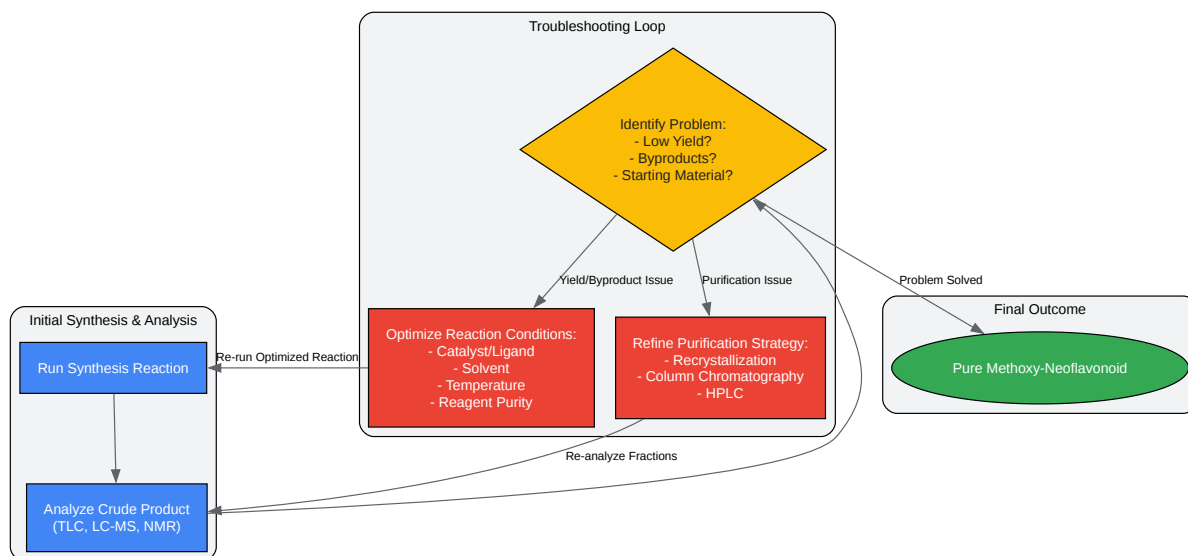 Troubleshooting Loop
Identify Problem:
- Low Yield?
- Byproducts?
- Starting Material?
Yield/Byproduct Issue
Purification Issue
Problem Solved
Final Outcome
Pure Methoxy-Neoflavonoid
Initial Synthesis & Analysis
Run Synthesis Reaction
Re-run Optimized Reaction
Optimize Reaction Conditions:
- Catalyst/Ligand
- Solvent
- Temperature
- Reagent Purity
Refine Purification Strategy:
- Recrystallization
- Column Chromatography
- HPLC
Re-analyze Fractions
Analyze Crude Product
(TLC, LC-MS, NMR)